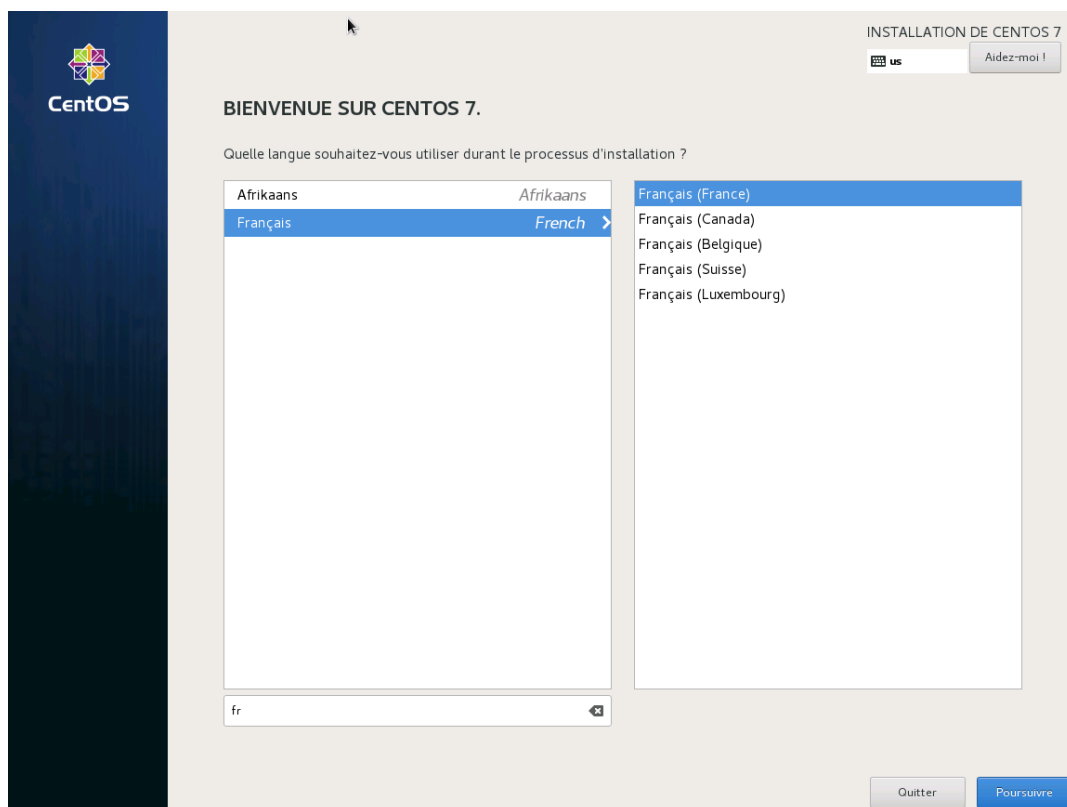 INSTALLATION DE CENTOS 7
us
Aidez-moi !
CentOS
BIENVENUE SUR CENTOS 7.
Quelle langue souhaitez-vous utiliser durant le processus d'installation ?
Afrikaans Afrikaans
Français French
Français (France)
Français (Canada)
Français (Belgique)
Français (Suisse)
Français (Luxembourg)
fr
Quitter
Poursuivre